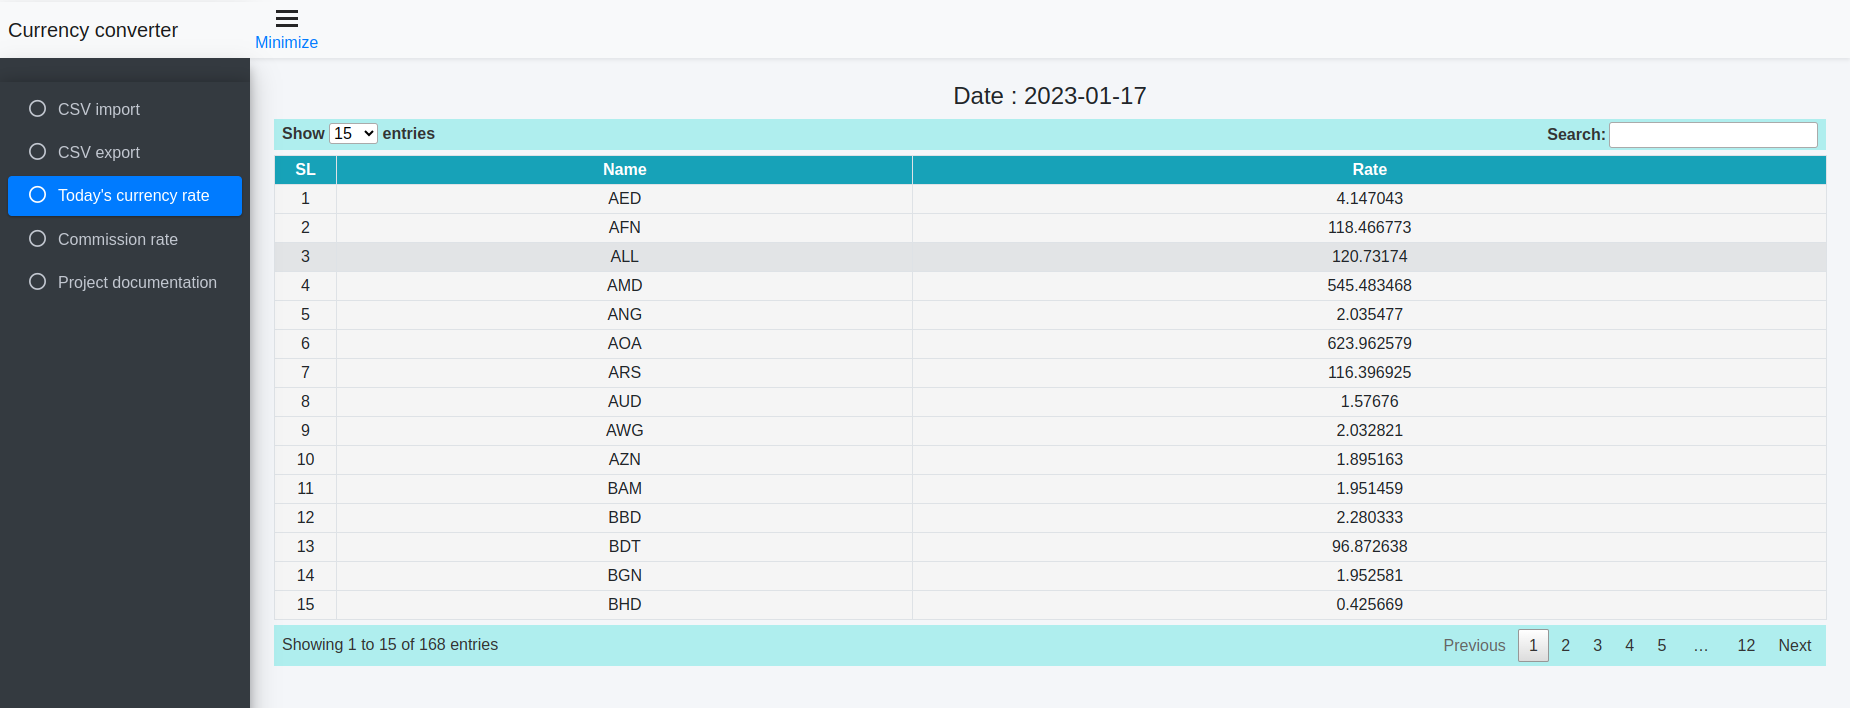 Currency converter
Minimize
CSV import
CSV export
Today's currency rate
Commission rate
Project documentation
Date : 2023-01-17
Show 15 entries Search:
SL Name Rate
1 AED 4.147043
2 AFN 118.466773
3 ALL 120.73174
4 AMD 545.483468
5 ANG 2.035477
6 AOA 623.962579
7 ARS 116.396925
8 AUD 1.57676
9 AWG 2.032821
10 AZN 1.895163
11 BAM 1.951459
12 BBD 2.280333
13 BDT 96.872638
14 BGN 1.952581
15 BHD 0.425669
Showing 1 to 15 of 168 entries Previous 1 2 3 4 5 … 12 Next